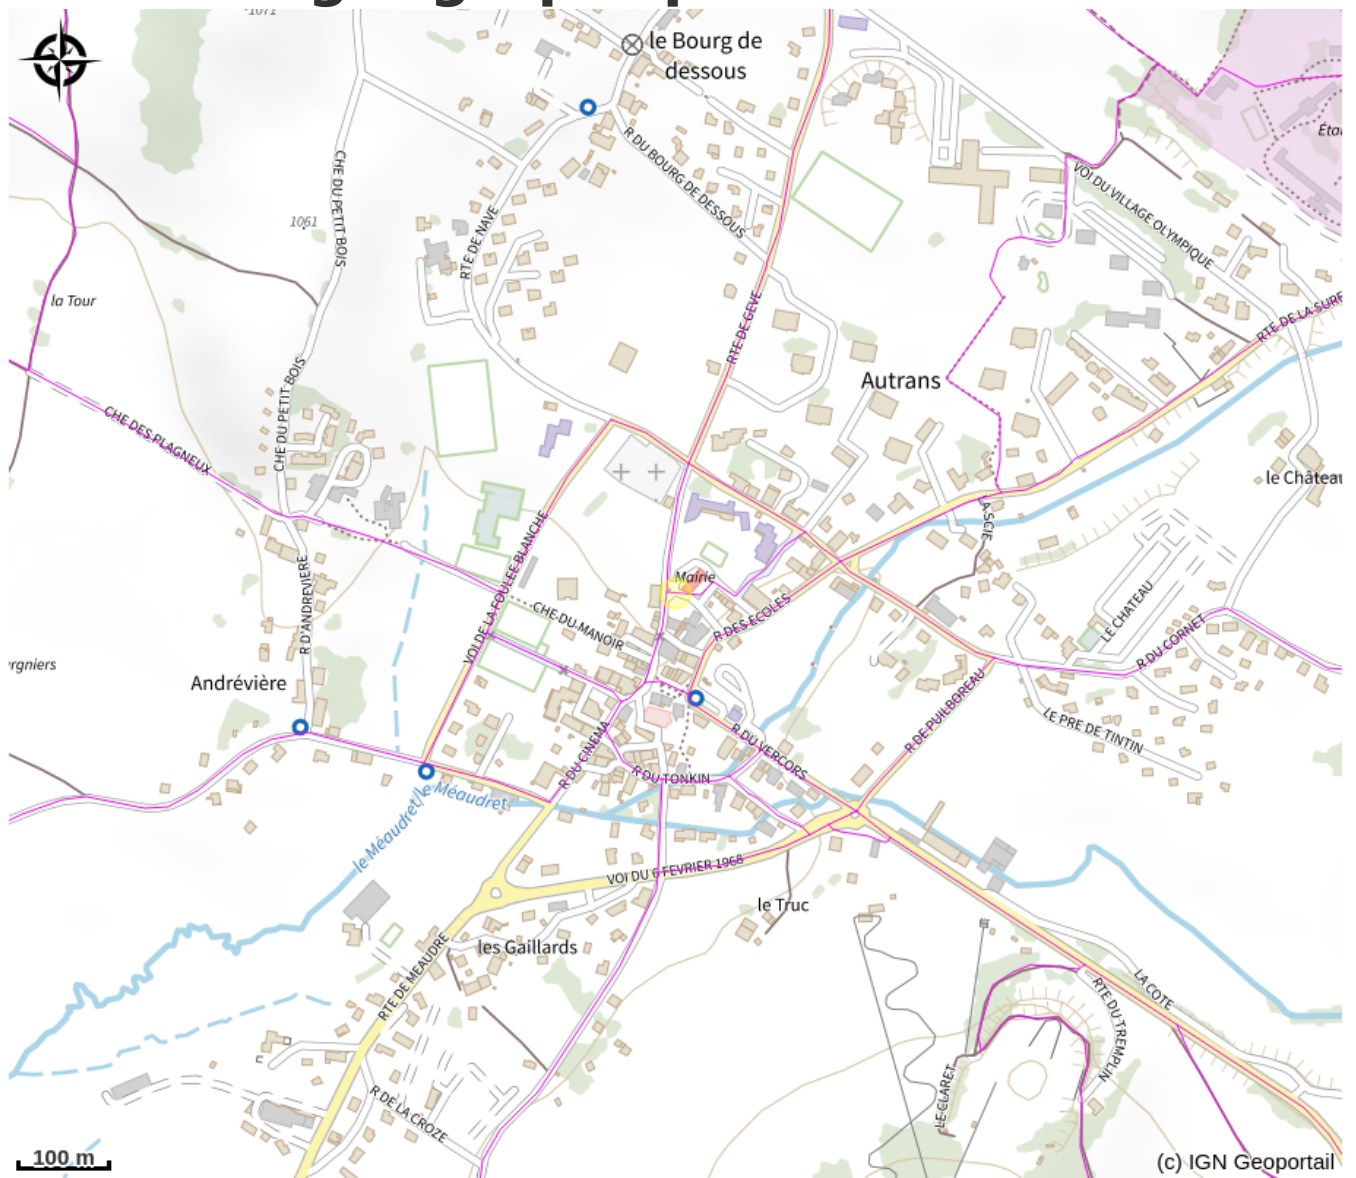 1071
le Bourg de
dessous
R DU BOURG DE DESSOUS
CHE DU PETIT BOIS
1061
RTE DE NAVE
VOI DU VILLAGE OLYMPIQUE
la Tour
RTE DE GEVE
RTE DE LA SURE
Autrans
CHE DU PETIT BOIS
CHE DES PLAGNEUX
le Château
LA SCIE
VOI DE LA FOULEE BLANCHE
R D'ANDREVIERE
Mairie
CHE DU MANOIR
R DES ECOLES
LE CHATEAU
R DU CORNET
rgniers
Andrévière
R DE PUILBOREAU
LE PRE DE TINTIN
R DU CINEMA
R DU VERCORS
R DU TONKIN
le Méaudret/le Méaudret
VOI DU 6 FEVRIER 1968
le Truc
les Gaillards
RTE DE MEAUDRE
LA COTE
RTE DU TREMPLIN
LE CLARET
R DE LA CROZE
100 m
(c) IGN Geoportail